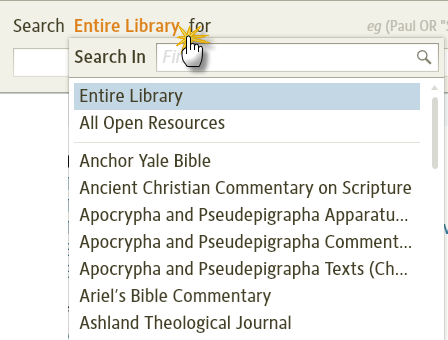 Search Entire Library for eg (Paul OR "S
Search In Fin
Entire Library
All Open Resources
Anchor Yale Bible
Ancient Christian Commentary on Scripture
Apocrypha and Pseudepigrapha Apparatu...
Apocrypha and Pseudepigrapha Comment...
Apocrypha and Pseudepigrapha Texts (Ch...
Ariel's Bible Commentary
Ashland Theological Journal